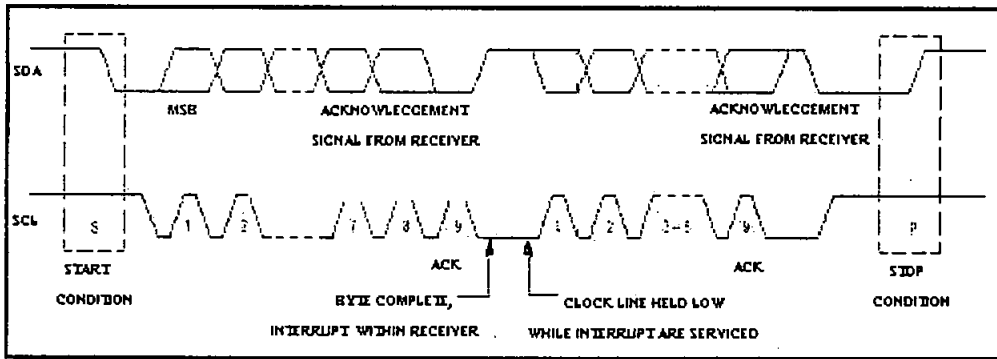 SDA
MSB
ACKNOWLECGEMENT
SIGNAL FROM RECEIVER
ACKNOWLECCEMENT
SIGNAL FROM RECEIVER
SCL
S 1 2 7 8 9 1 2 3-8 9 P
ACK
ACK
START
CONDITION
BYTE COMPLETE,
INTERRUPT WITHIN RECEIVER
CLOCK LINE HELD LOW
WHILE INTERRUPT ARE SERVICED
STOP
CONDITION